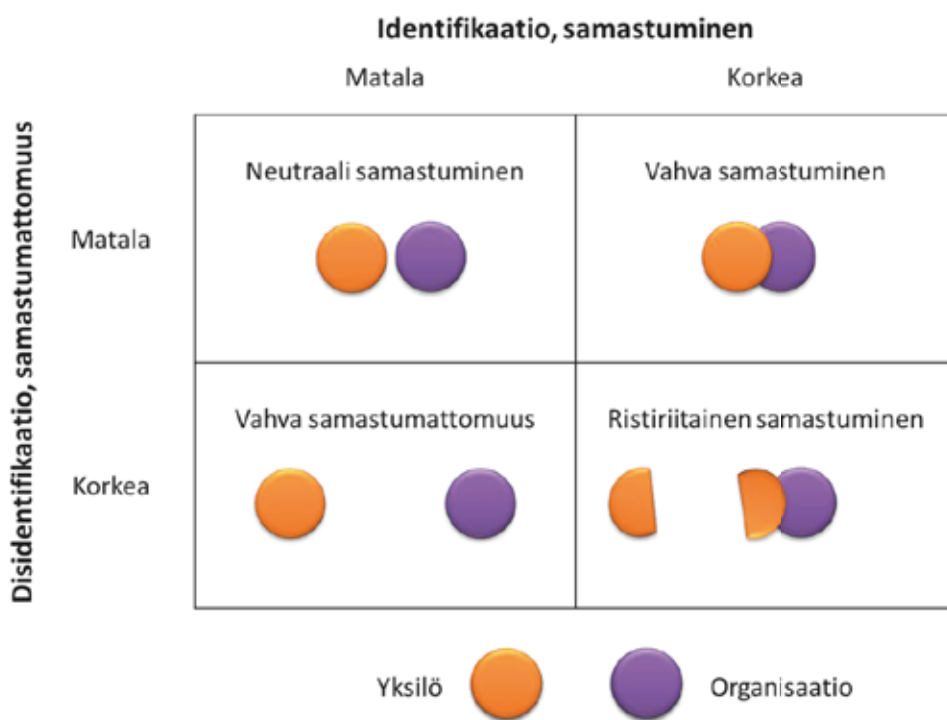 Identifikaatio, samastuminen
Matala
Korkea
Disidentifikaatio, samastumattomuus
Matala
Neutraali samastuminen
Vahva samastuminen
Korkea
Vahva samastumattomuus
Ristiriitainen samastuminen
Yksilö
Organisaatio